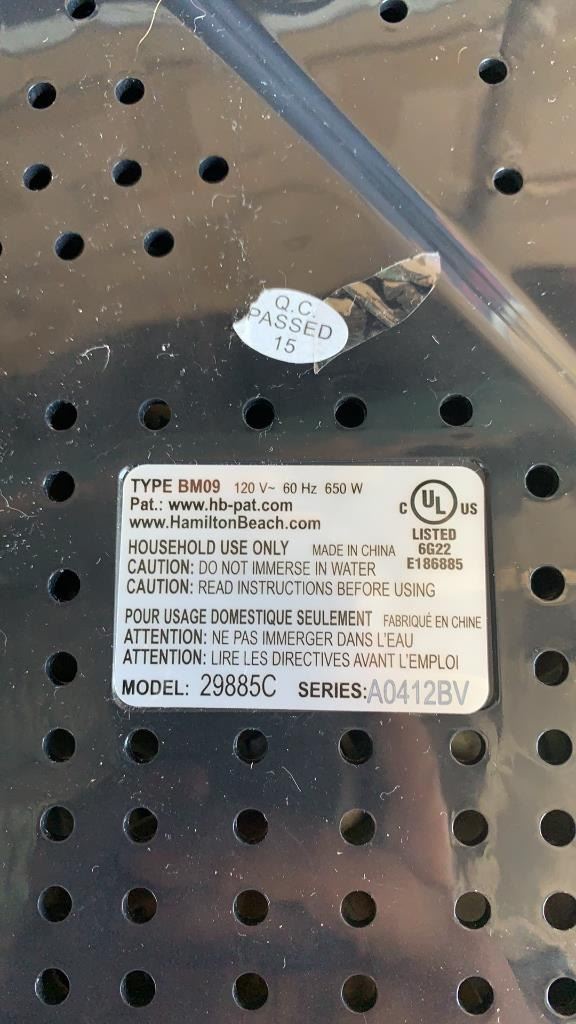 Q.C.
PASSED
15
TYPE BM09 120 V~ 60 Hz 650 W
Pat.: www.hb-pat.com
www.HamiltonBeach.com
C UL US
LISTED
6G22
E186885
HOUSEHOLD USE ONLY MADE IN CHINA
CAUTION: DO NOT IMMERSE IN WATER
CAUTION: READ INSTRUCTIONS BEFORE USING
POUR USAGE DOMESTIQUE SEULEMENT FABRIQUÉ EN CHINE
ATTENTION: NE PAS IMMERGER DANS L'EAU
ATTENTION: LIRE LES DIRECTIVES AVANT L'EMPLOI
MODEL: 29885C SERIES: A0412BV